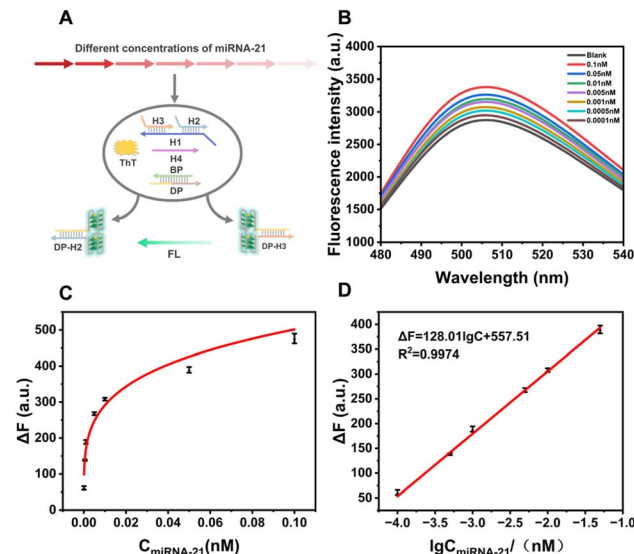 A
Different concentrations of miRNA-21
H3
H2
H1
ThT
H4
BP
DP
DP-H2
FL
DP-H3
B
Fluorescence intensity (a.u.)
4000
3500
3000
2500
2000
1500
1000
480
490
500
510
520
530
540
Wavelength (nm)
Blank
0.1nM
0.05nM
0.01nM
0.005nM
0.001nM
0.0005nM
0.0001nM
C
ΔF (a.u.)
500
400
300
200
100
0
0.00
0.02
0.04
0.06
0.08
0.10
CmiRNA-21(nM)
D
ΔF (a.u.)
400
350
300
250
200
150
100
50
ΔF=128.01lgC+557.51
R²=0.9974
-4.0
-3.5
-3.0
-2.5
-2.0
-1.5
-1.0
lgCmiRNA-21/（nM）